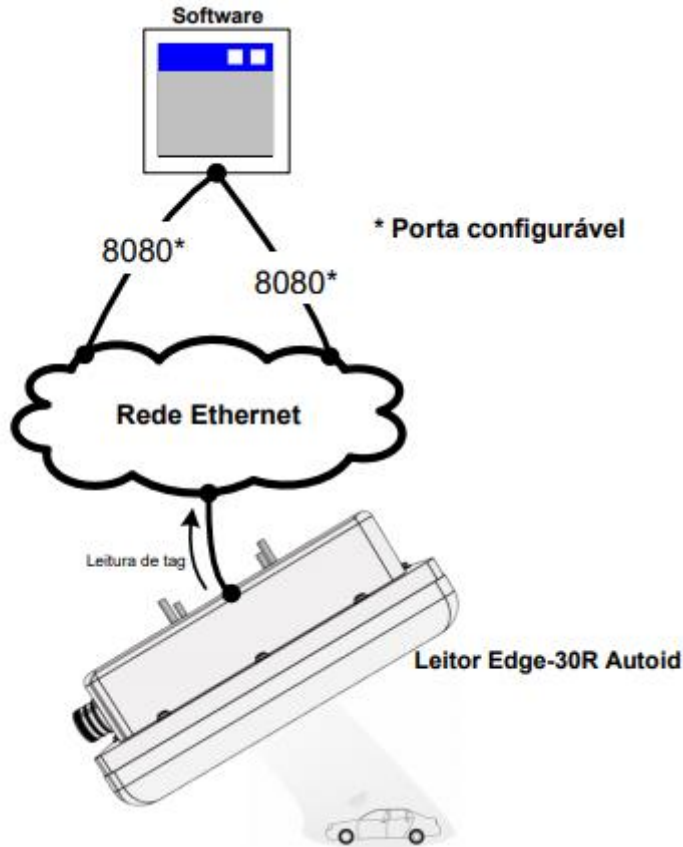 Software
* Porta configurável
8080*
8080*
Rede Ethernet
Leitura de tag
Leitor Edge-30R Autoid